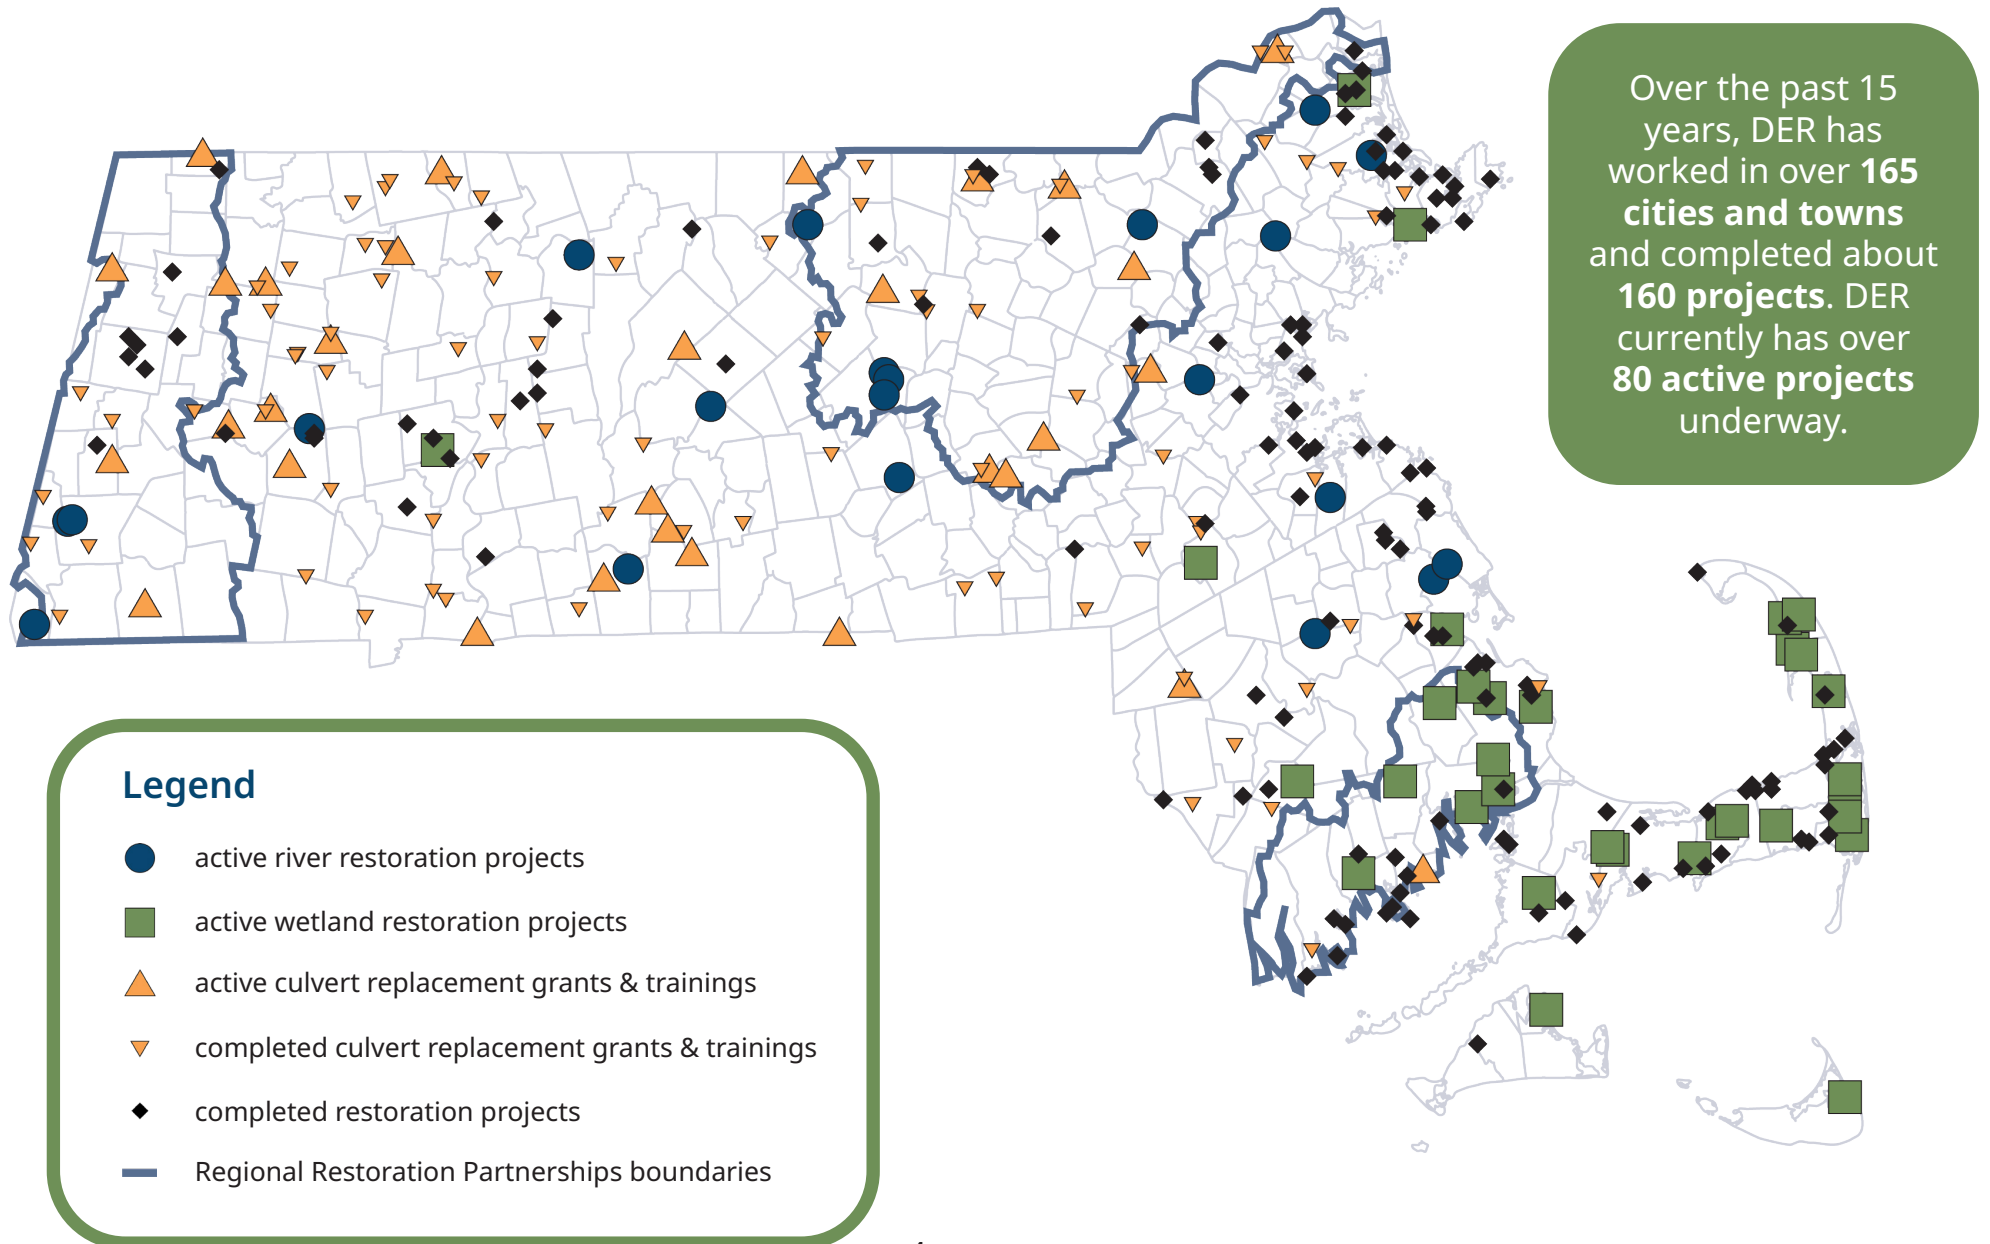 Over the past 15
years, DER has
worked in over 165
cities and towns
and completed about
160 projects. DER
currently has over
80 active projects
underway.
Legend
active river restoration projects
active wetland restoration projects
active culvert replacement grants & trainings
completed culvert replacement grants & trainings
completed restoration projects
Regional Restoration Partnerships boundaries